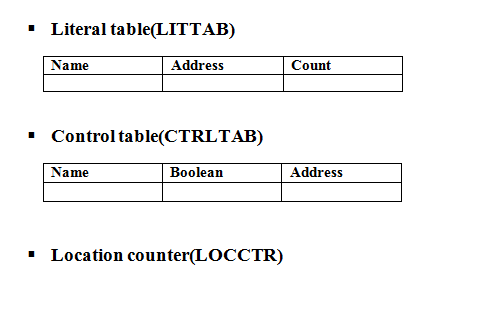 ▪ Literal table(LITTAB)
Name Address Count
▪ Control table(CTRLTAB)
Name Boolean Address
▪ Location counter(LOCCTR)